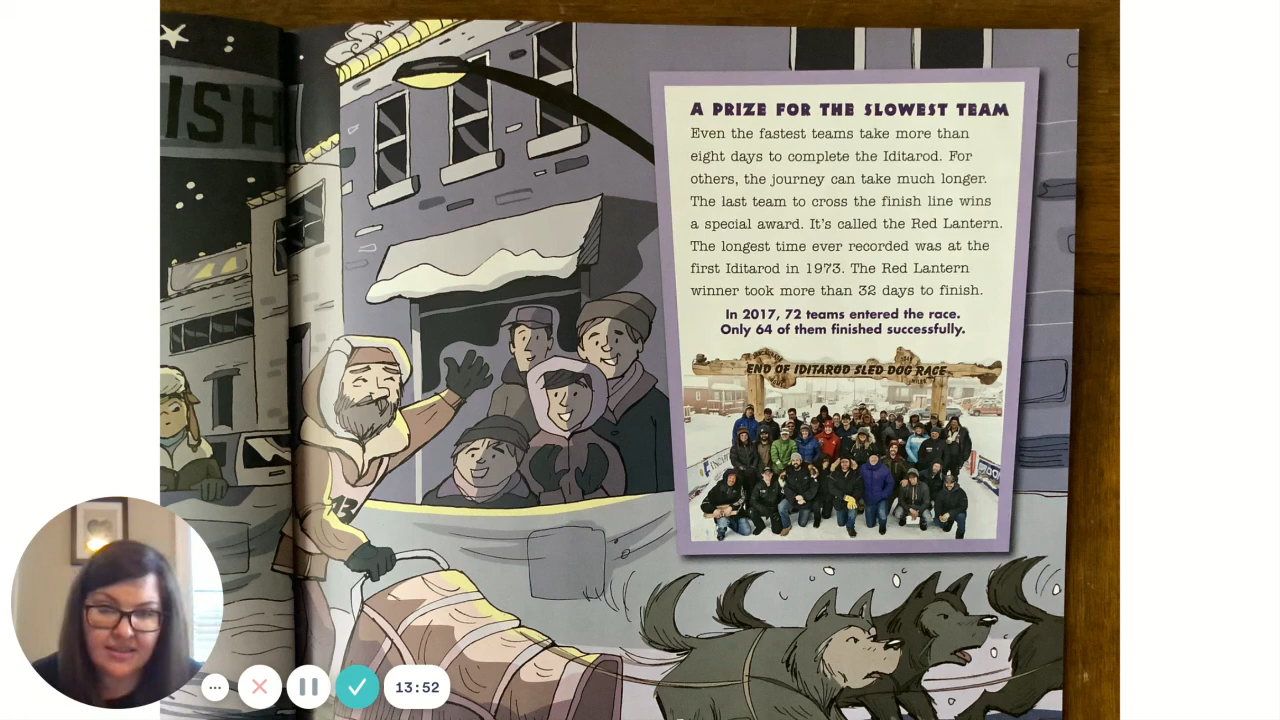 ISH
A PRIZE FOR THE SLOWEST TEAM
Even the fastest teams take more than
eight days to complete the Iditarod. For
others, the journey can take much longer.
The last team to cross the finish line wins
a special award. It's called the Red Lantern.
The longest time ever recorded was at the
first Iditarod in 1973. The Red Lantern
winner took more than 32 days to finish.
In 2017, 72 teams entered the race.
Only 64 of them finished successfully.
END OF IDITAROD SLED DOG RACE
13
13:52